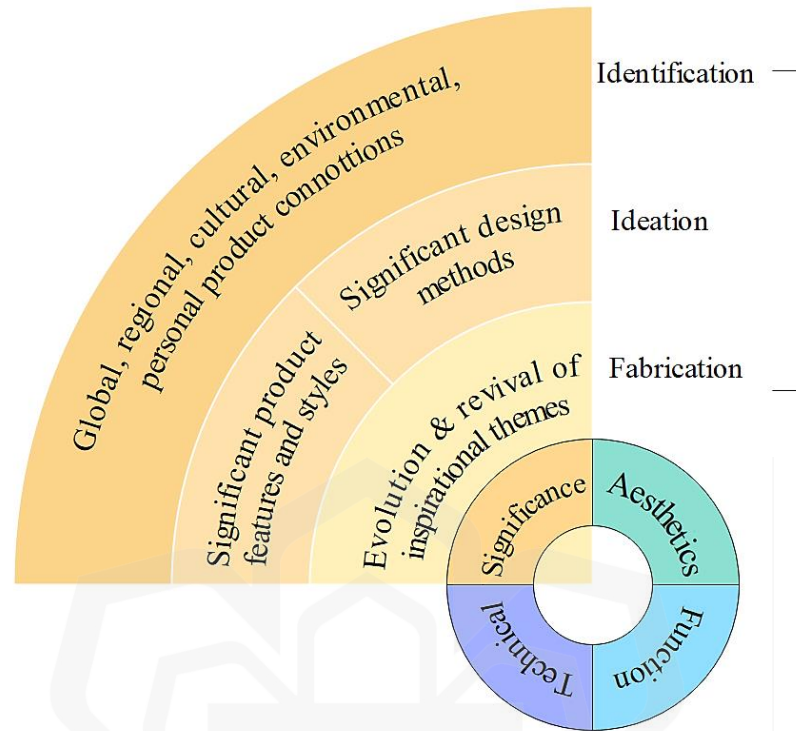 Identification
Global, regional, cultural, environmental,
personal product connottions
Ideation
Significant design
methods
Significant product
features and styles
Fabrication
Evolution & revival of
inspirational themes
Significance
Aesthetics
Technical
Function